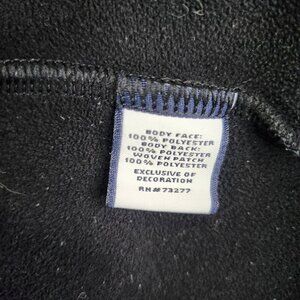 BODY FACE:
100% POLYESTER
BODY BACK:
100% POLYESTER
WOVEN PATCH
100% POLYESTER
EXCLUSIVE OF
DECORATION
RN#73277